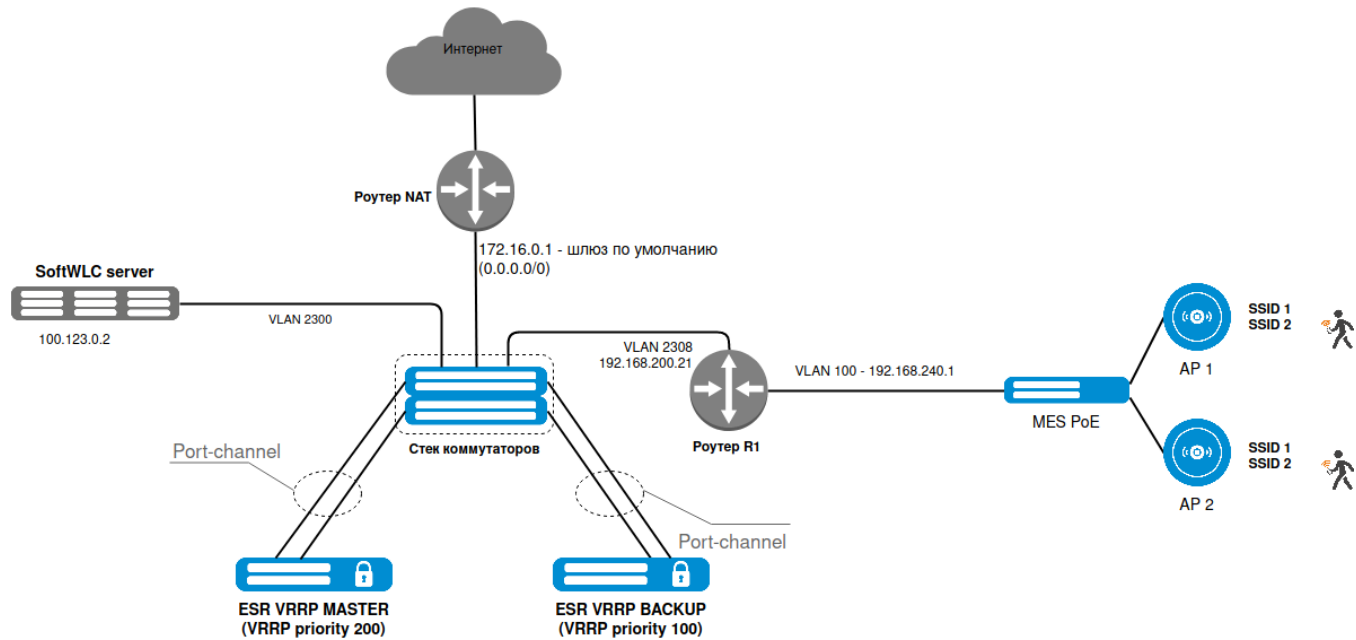 Интернет
Роутер NAT
172.16.0.1 - шлюз по умолчанию
(0.0.0.0/0)
SoftWLC server
100.123.0.2
VLAN 2300
VLAN 2308
192.168.200.21
VLAN 100 - 192.168.240.1
SSID 1
SSID 2
AP 1
MES PoE
Роутер R1
Стек коммутаторов
SSID 1
SSID 2
AP 2
Port-channel
Port-channel
ESR VRRP MASTER
(VRRP priority 200)
ESR VRRP BACKUP
(VRRP priority 100)